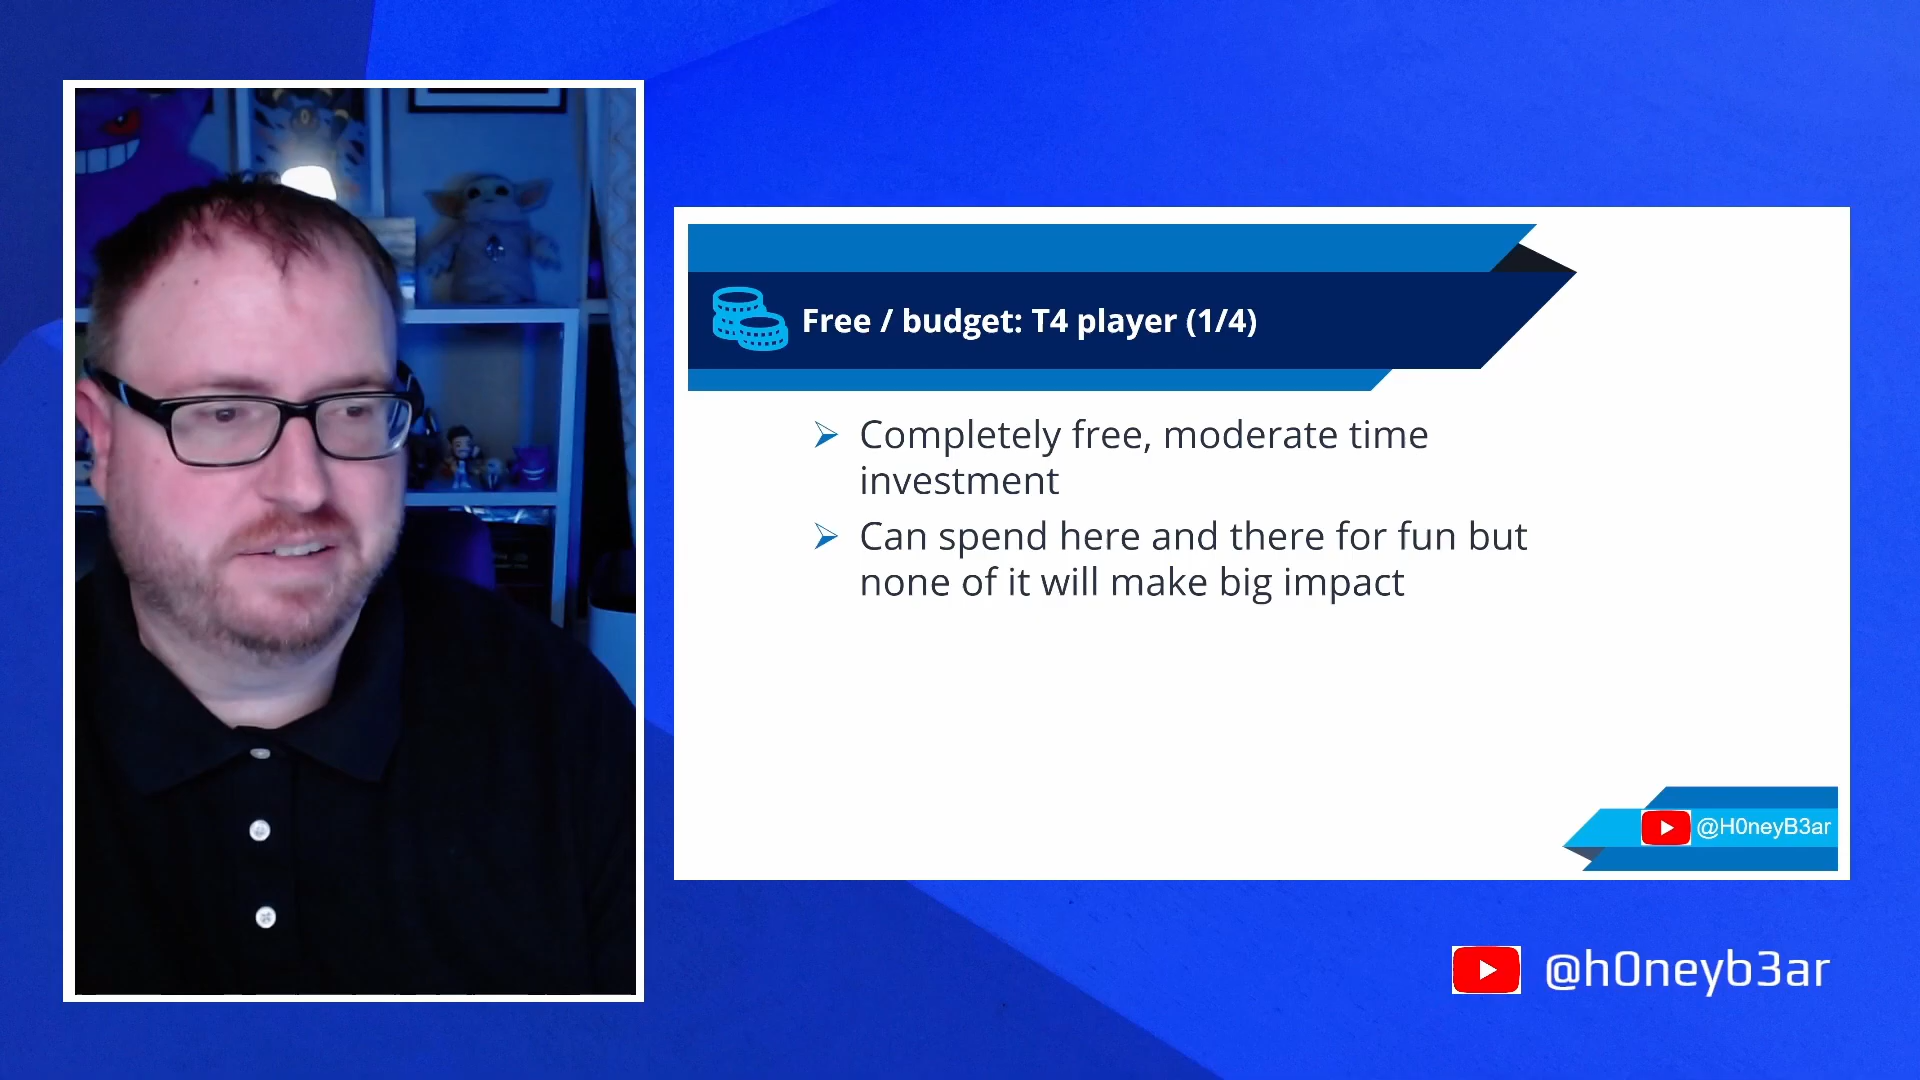 Free / budget: T4 player (1/4)
Completely free, moderate time
investment
Can spend here and there for fun but
none of it will make big impact
@H0neyB3ar
@h0neyb3ar